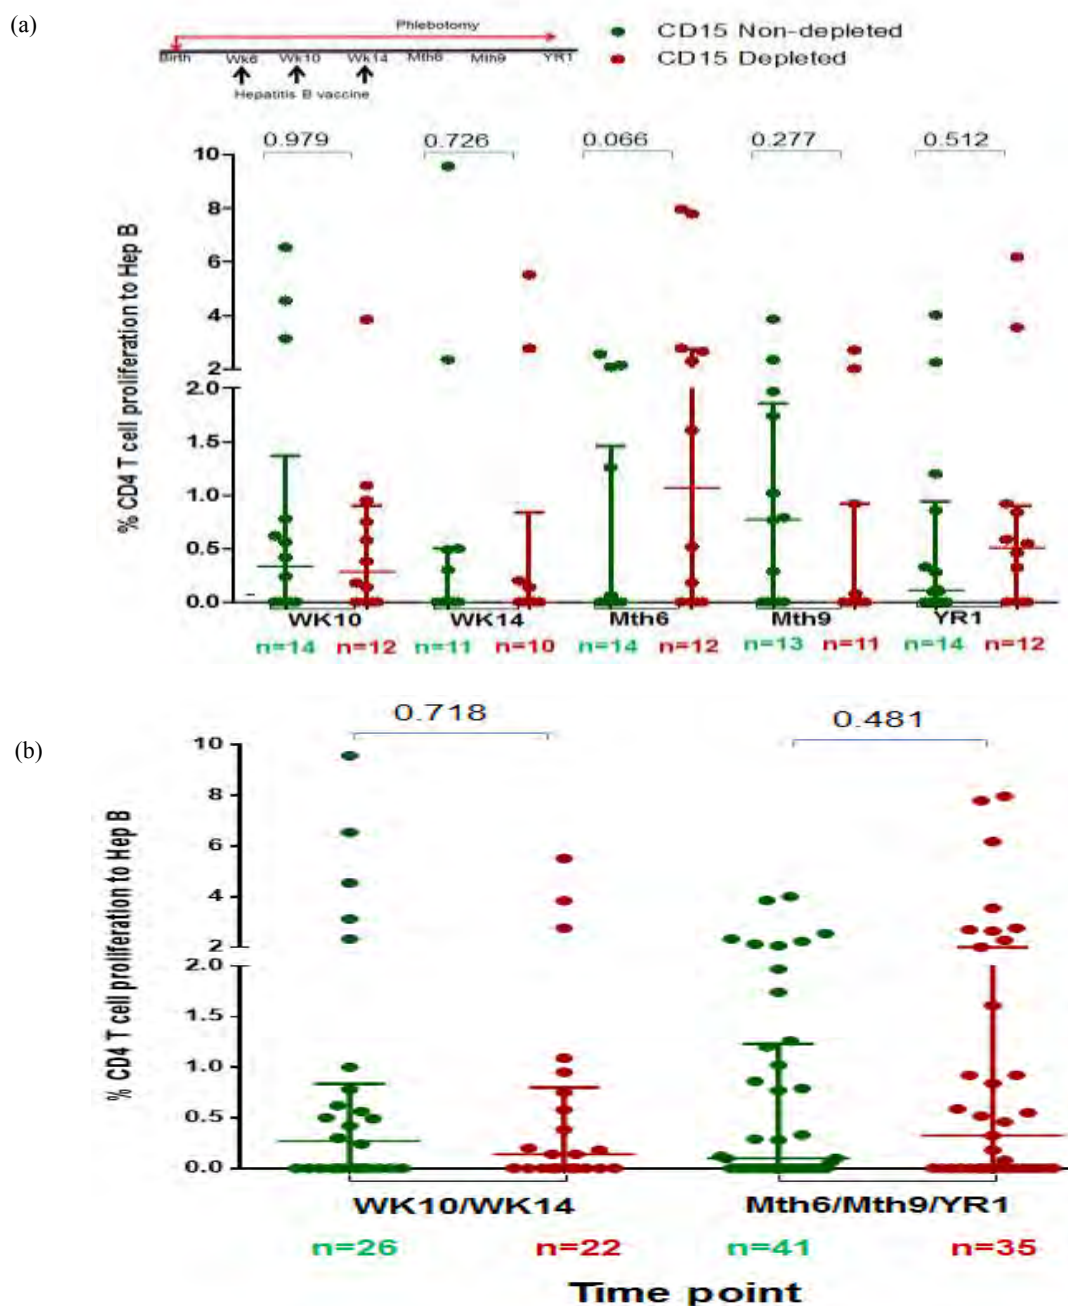 (a)
Phlebotomy
Birth Wk6 Wk10 Wk14 Mth6 Mth9 YR1
Hepatitis B vaccine
CD15 Non-depleted
CD15 Depleted
% CD4 T cell proliferation to Hep B
0.979 0.726 0.066 0.277 0.512
10
8
6
4
2
2.0
1.5
1.0
0.5
0.0
WK10 WK14 Mth6 Mth9 YR1
n=14 n=12 n=11 n=10 n=14 n=12 n=13 n=11 n=14 n=12
(b)
% CD4 T cell proliferation to Hep B
0.718 0.481
10
8
6
4
2
2.0
1.5
1.0
0.5
0.0
WK10/WK14 Mth6/Mth9/YR1
n=26 n=22 n=41 n=35
Time point